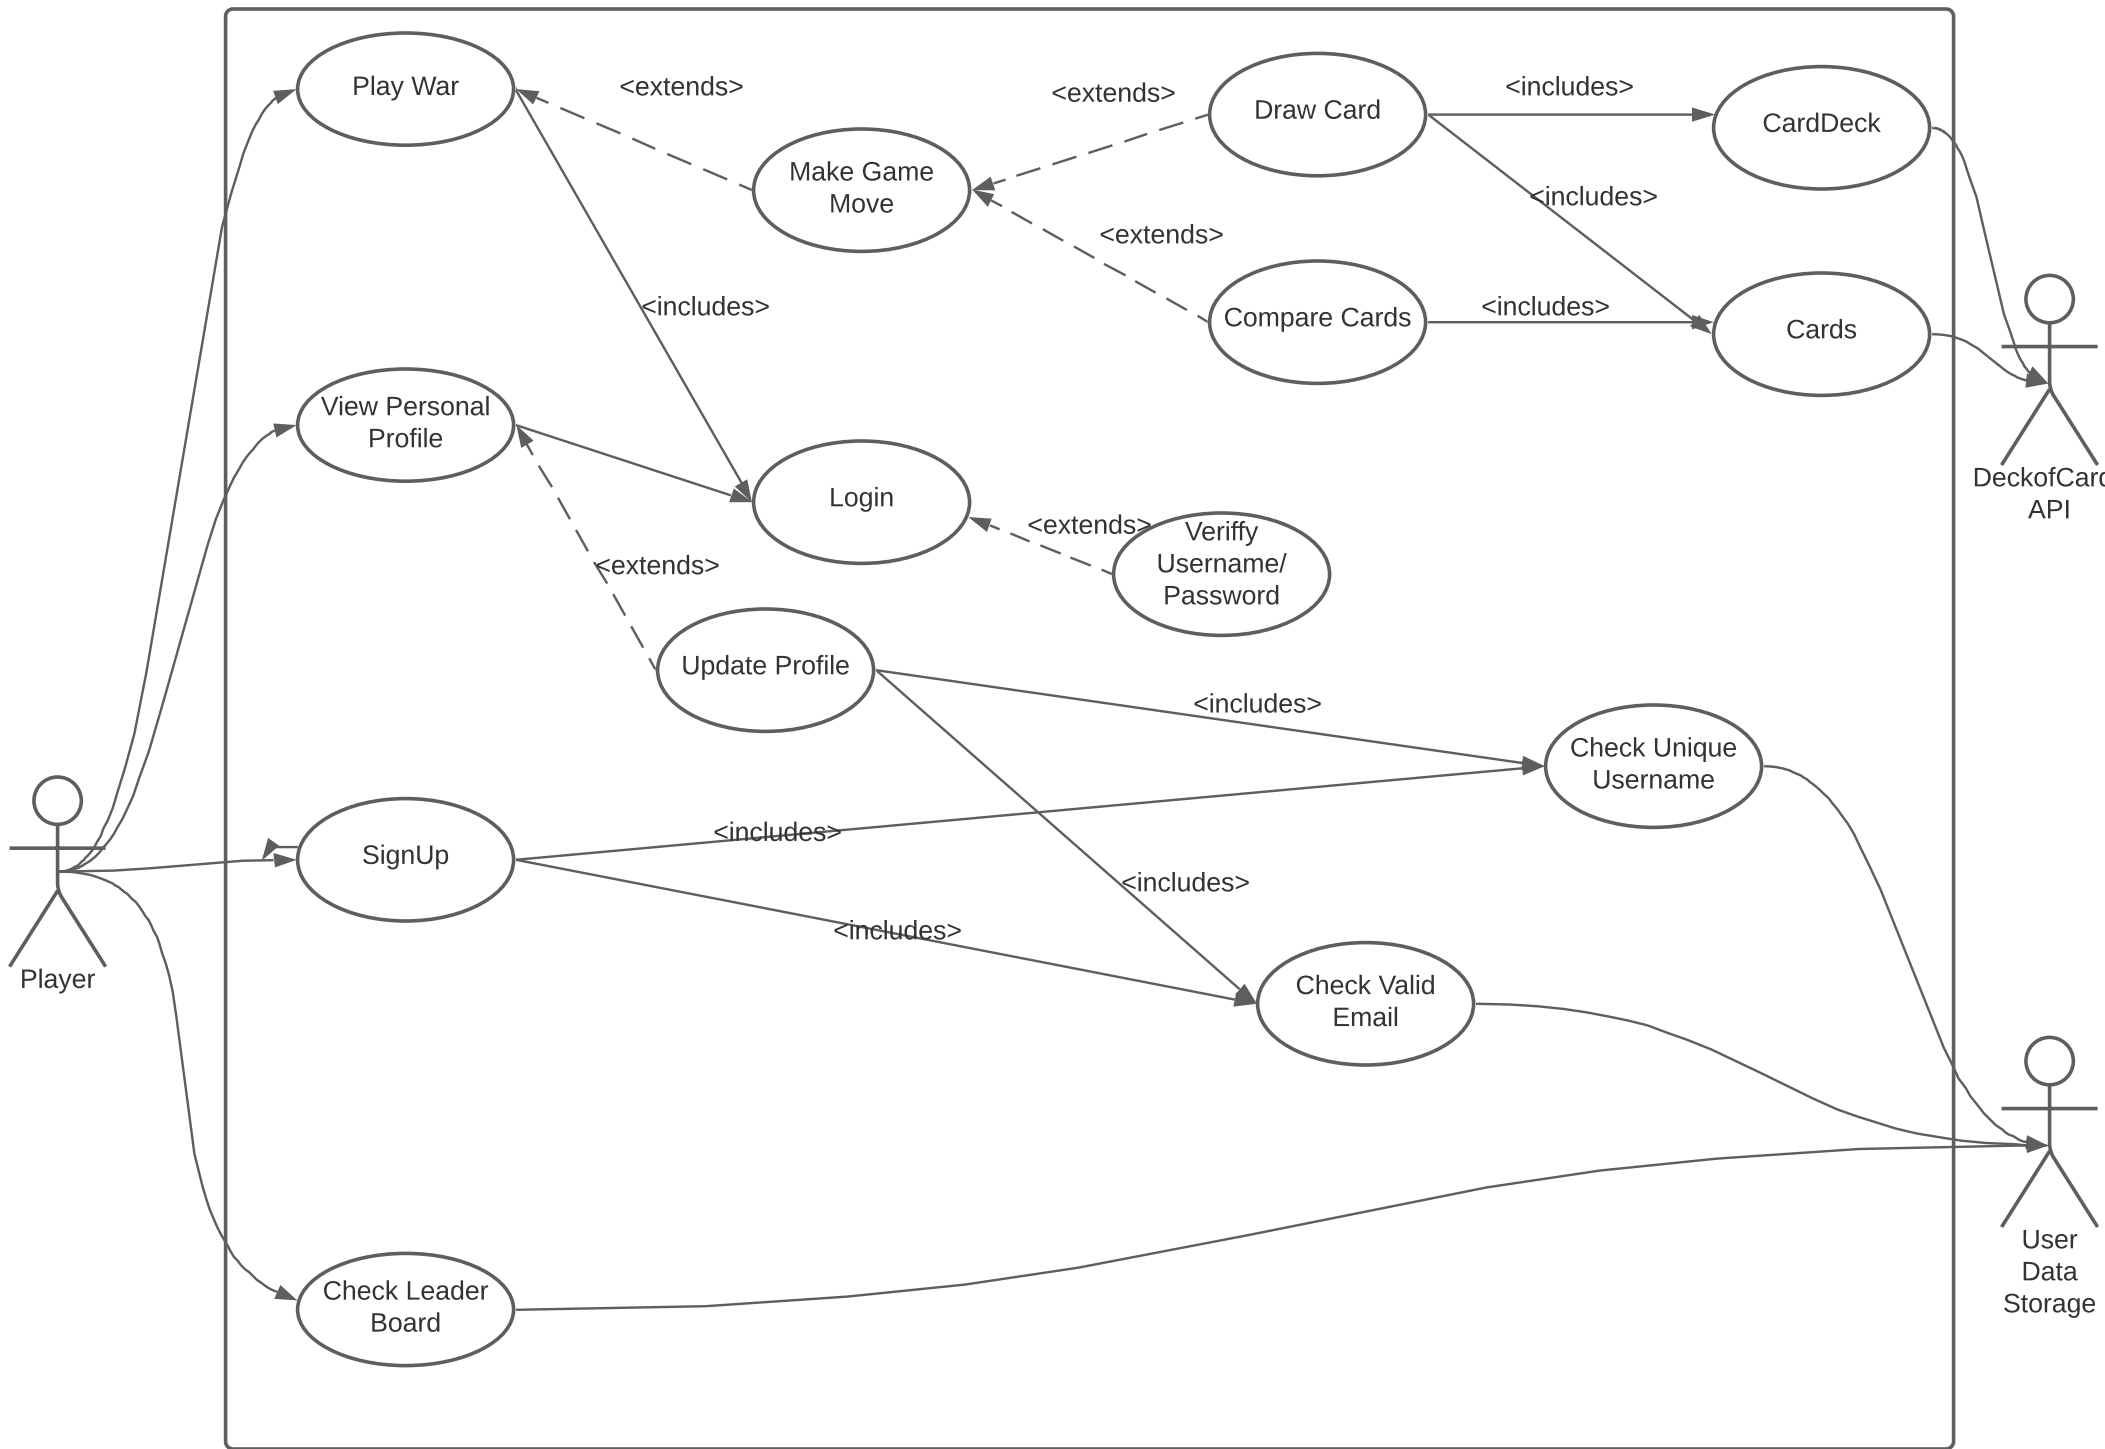 Play War
<extends>
<extends>
Draw Card
<includes>
CardDeck
Make Game
Move
<includes>
<extends>
Compare Cards
<includes>
Cards
<includes>
View Personal
Profile
Login
<extends>
Veriffy
Username/
Password
DeckofCard
API
<extends>
Update Profile
<includes>
Check Unique
Username
SignUp
<includes>
<includes>
<includes>
Player
Check Valid
Email
User
Data
Storage
Check Leader
Board